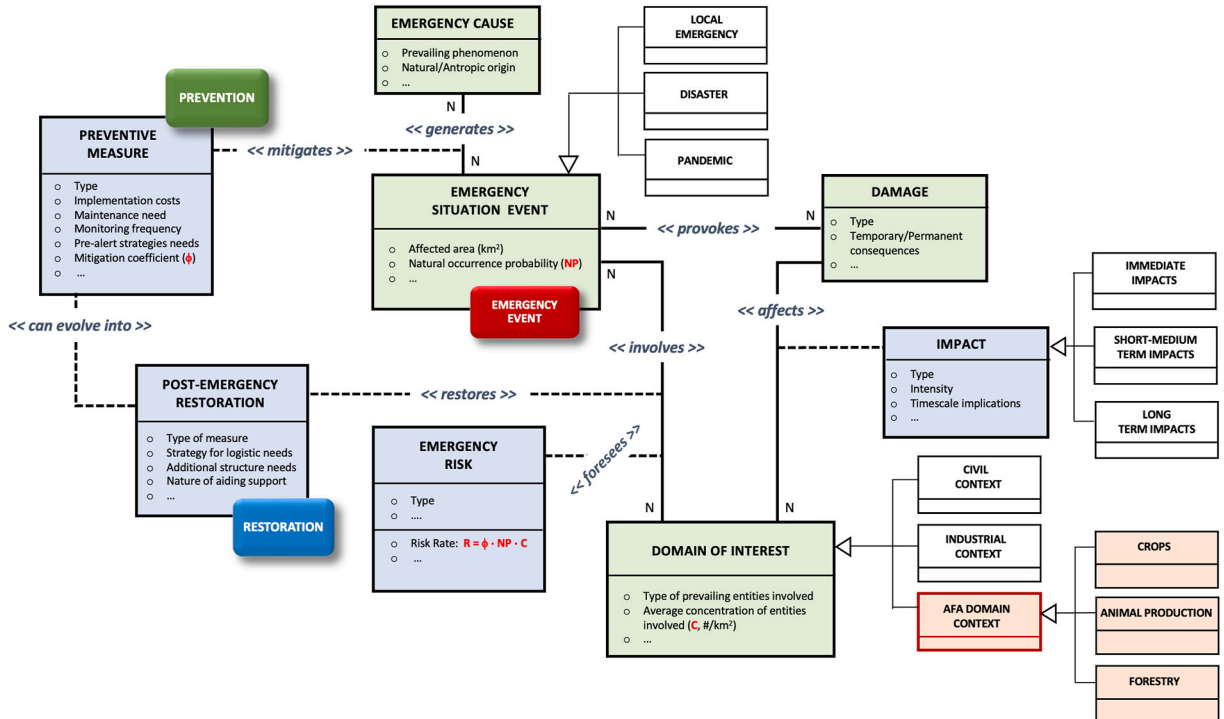 EMERGENCY CAUSE
o Prevailing phenomenon
o Natural/Antropic origin
o ...
N
<< generates >>
N
LOCAL
EMERGENCY
DISASTER
PANDEMIC
PREVENTION
PREVENTIVE
MEASURE
o Type
o Implementation costs
o Maintenance need
o Monitoring frequency
o Pre-alert strategies needs
o Mitigation coefficient (ϕ)
o ...
<< mitigates >>
EMERGENCY
SITUATION EVENT
o Affected area (km²)
o Natural occurrence probability (NP)
o ...
EMERGENCY
EVENT
N
<< provokes >>
N
N
DAMAGE
o Type
o Temporary/Permanent
consequences
o ...
<< can evolve into >>
<< involves >>
<< affects >>
IMPACT
o Type
o Intensity
o Timescale implications
o ...
IMMEDIATE
IMPACTS
SHORT-MEDIUM
TERM IMPACTS
LONG
TERM IMPACTS
POST-EMERGENCY
RESTORATION
o Type of measure
o Strategy for logistic needs
o Additional structure needs
o Nature of aiding support
o ...
RESTORATION
<< restores >>
EMERGENCY
RISK
o Type
o ....
o Risk Rate: R = ϕ · NP · C
o ...
<< foresees >>
N
N
DOMAIN OF INTEREST
o Type of prevailing entities involved
o Average concentration of entities
involved (C, #/km²)
o ...
CIVIL
CONTEXT
INDUSTRIAL
CONTEXT
AFA DOMAIN
CONTEXT
CROPS
ANIMAL PRODUCTION
FORESTRY